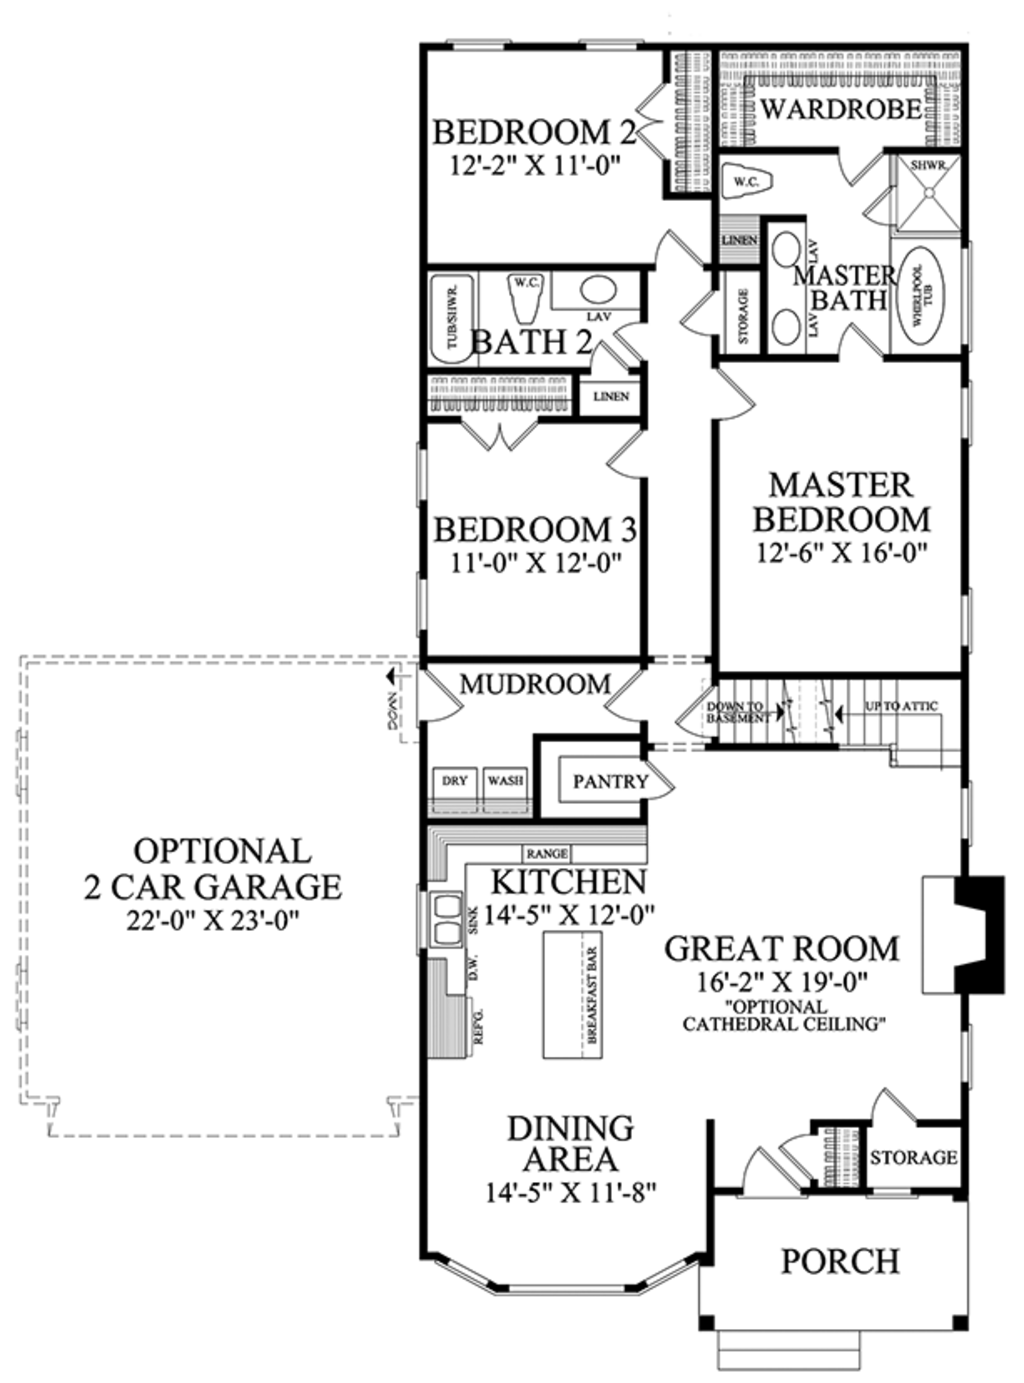 BEDROOM 2
12'-2" X 11'-0"
WARDROBE
SHWR.
W.C.
LINEN
LAV
MASTER
BATH
WHIRLPOOL
TUB
LAV
STORAGE
TUB/SHWR.
W.C.
LAV
BATH 2
LINEN
BEDROOM 3
11'-0" X 12'-0"
MASTER
BEDROOM
12'-6" X 16'-0"
MUDROOM
DOWN
DOWN TO
BASEMENT
UP TO ATTIC
DRY
WASH
PANTRY
OPTIONAL
2 CAR GARAGE
22'-0" X 23'-0"
RANGE
KITCHEN
14'-5" X 12'-0"
SINK
D.W.
REF'G.
BREAKFAST BAR
GREAT ROOM
16'-2" X 19'-0"
"OPTIONAL
CATHEDRAL CEILING"
DINING
AREA
14'-5" X 11'-8"
STORAGE
PORCH